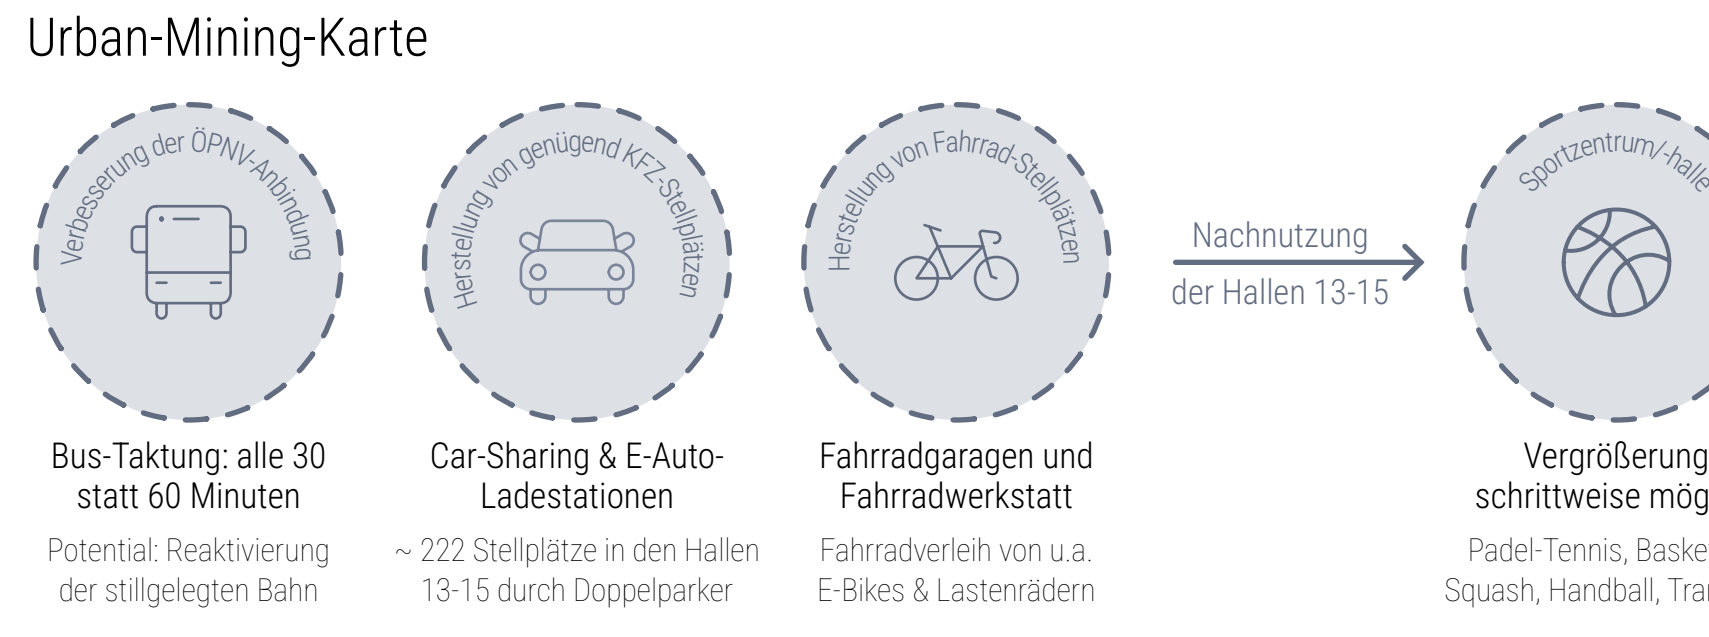 Urban-Mining-Karte
Verbesserung der ÖPNV-Anbindung
Bus-Taktung: alle 30
statt 60 Minuten
Potential: Reaktivierung
der stillgelegten Bahn
Herstellung von genügend KFZ-Stellplätzen
Car-Sharing & E-Auto-
Ladestationen
~ 222 Stellplätze in den Hallen
13-15 durch Doppelparker
Herstellung von Fahrrad-Stellplätzen
Fahrradgaragen und
Fahrradwerkstatt
Fahrradverleih von u.a.
E-Bikes & Lastenrädern
Nachnutzung
der Hallen 13-15
Sportzentrum/-halle
Vergrößerung
schrittweise
Padel-Tennis,
Squash, Handball,